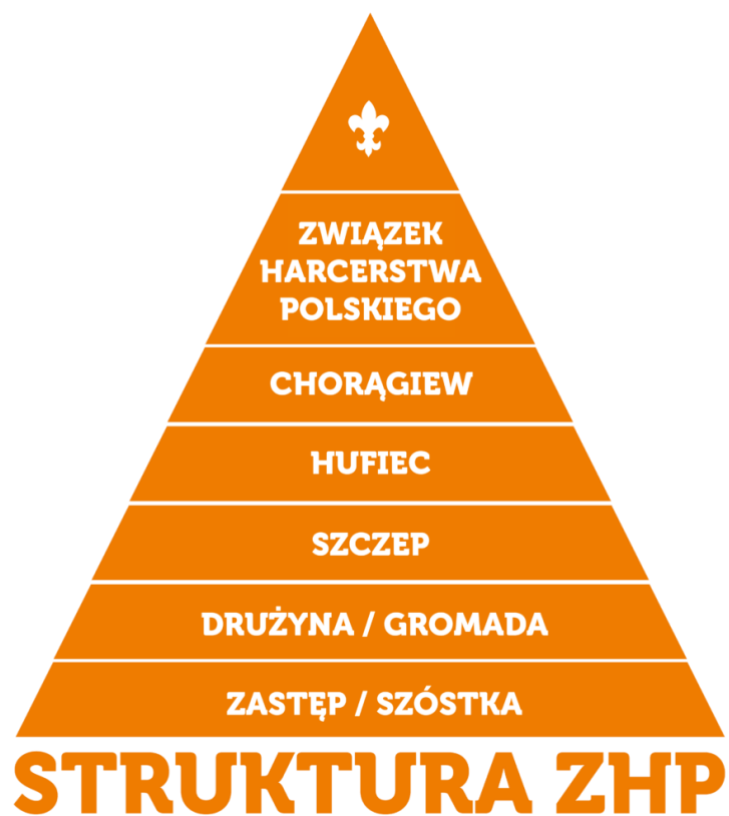 ZWIĄZEK
HARCERSTWA
POLSKIEGO
CHORĄGIEW
HUFIEC
SZCZEP
DRUŻYNA / GROMADA
ZASTĘP / SZÓSTKA
STRUKTURA ZHP